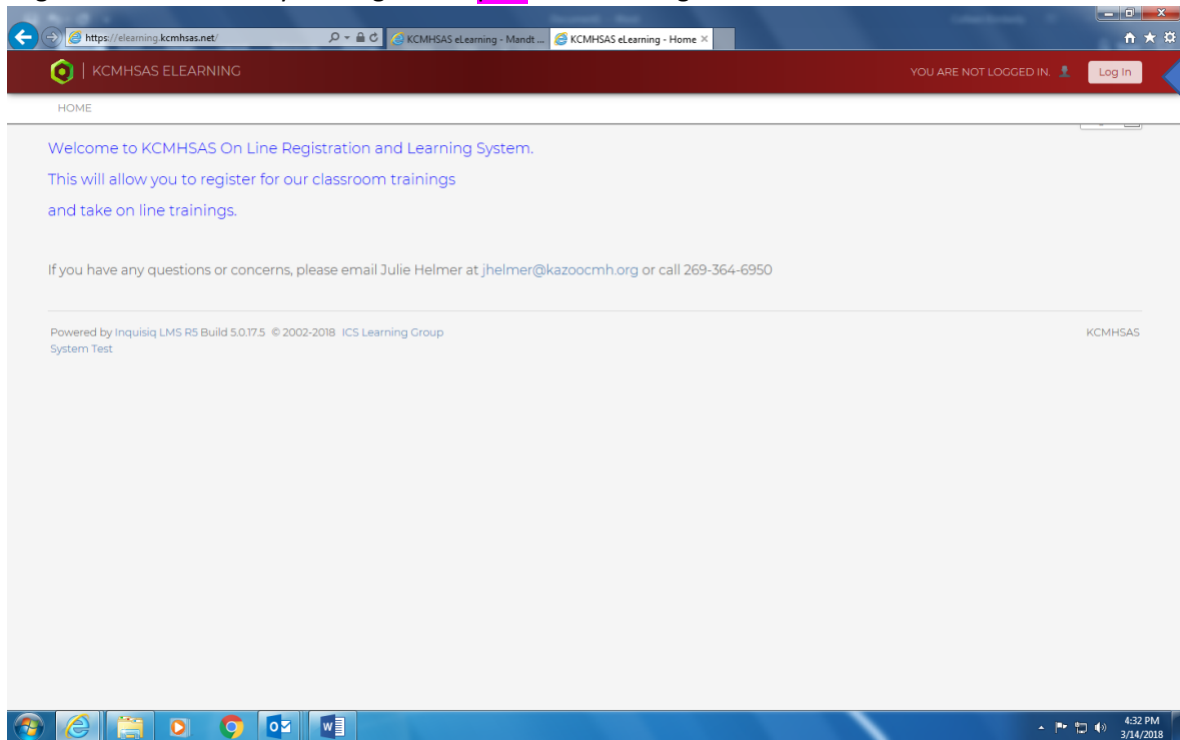 https://elearning.kcmhsas.net/
KCMHSAS eLearning - Mandt ...
KCMHSAS eLearning - Home
KCMHSAS ELEARNING
YOU ARE NOT LOGGED IN.
Log In
HOME
Welcome to KCMHSAS On Line Registration and Learning System.
This will allow you to register for our classroom trainings
and take on line trainings.
If you have any questions or concerns, please email Julie Helmer at jhelmer@kazoocmh.org or call 269-364-6950
Powered by Inquisiq LMS R5 Build 5.0.17.5 © 2002-2018 ICS Learning Group
KCMHSAS
System Test
4:32 PM
3/14/2018